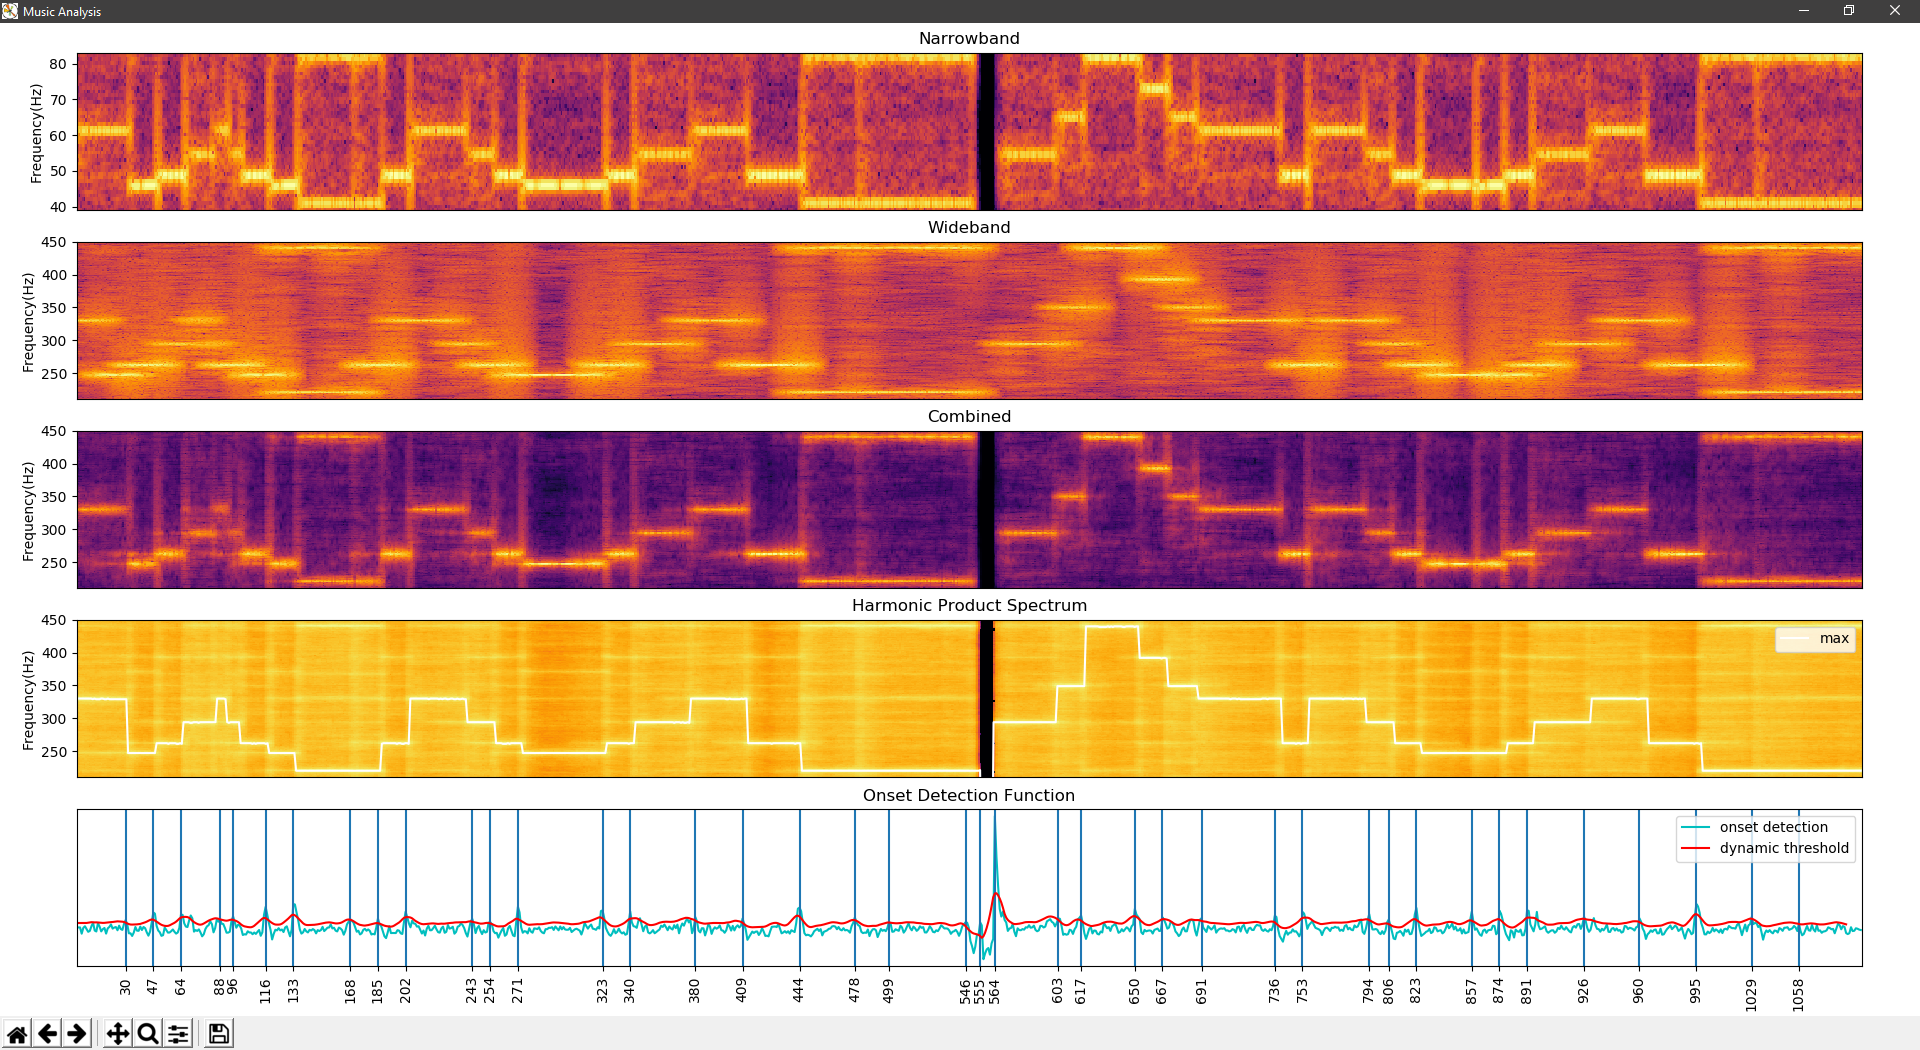 Music Analysis
Narrowband
Frequency(Hz)
80
70
60
50
40
Wideband
Frequency(Hz)
450
400
350
300
250
Combined
Frequency(Hz)
450
400
350
300
250
Harmonic Product Spectrum
Frequency(Hz)
450
400
350
300
250
max
Onset Detection Function
onset detection
dynamic threshold
30 47 64 88 96 116 133 168 185 202 243 254 271 323 340 380 409 444 478 499 546 555 564 603 617 650 667 691 736 753 794 806 823 857 874 891 926 960 995 1029 1058